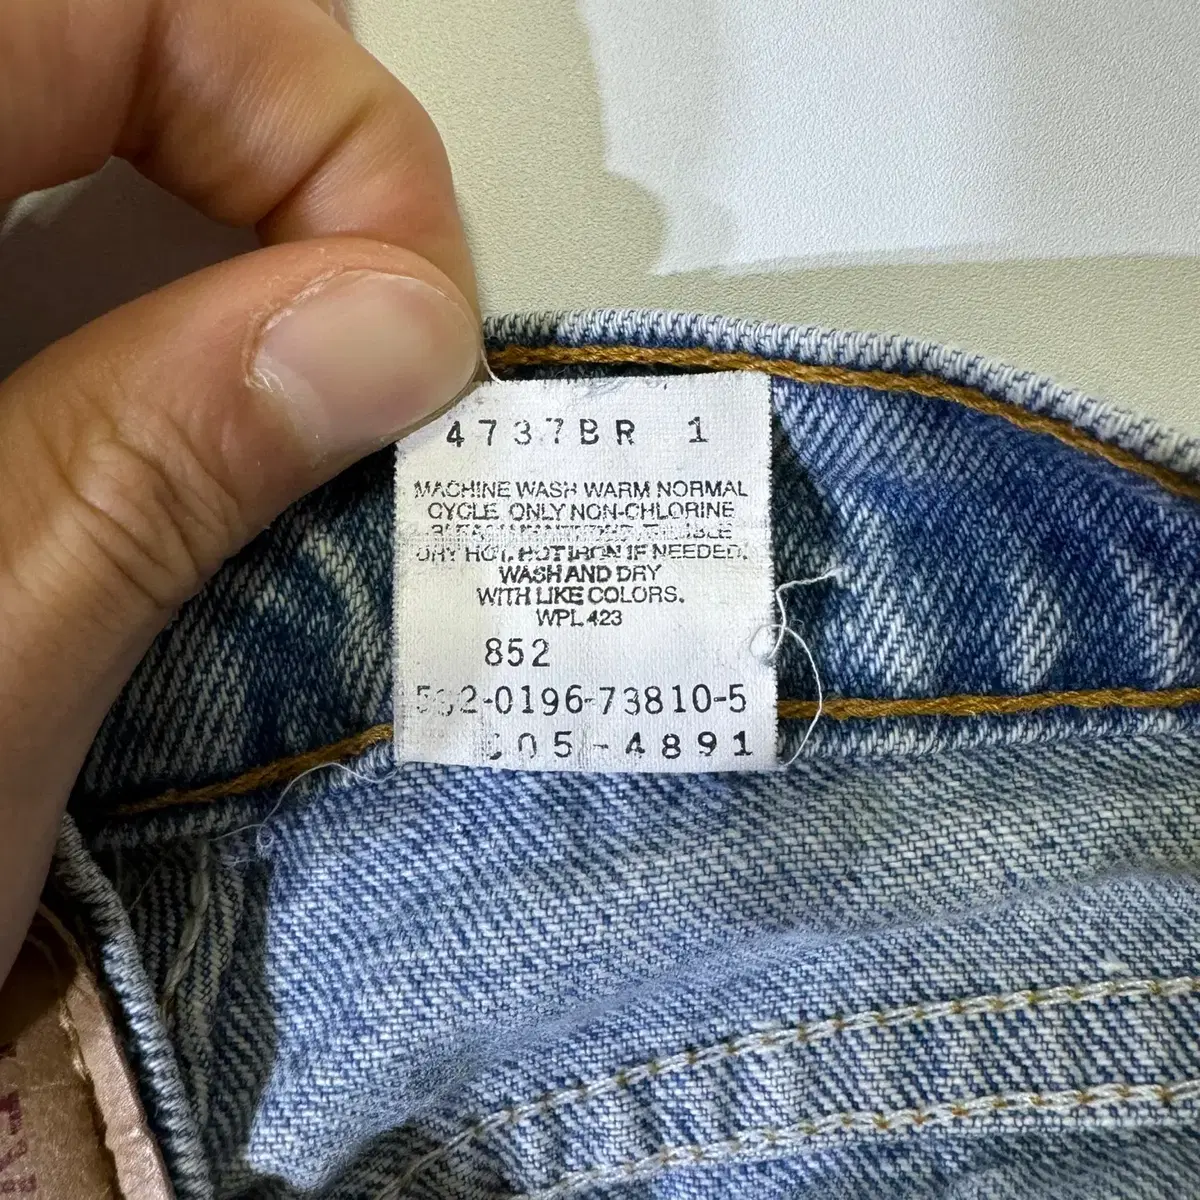 4737BR 1
MACHINE WASH WARM NORMAL
CYCLE. ONLY NON-CHLORINE
DRY HOT. HOT IRON IF NEEDED.
WASH AND DRY
WITH LIKE COLORS.
WPL 423
852
-0196-73810-5
05-4891